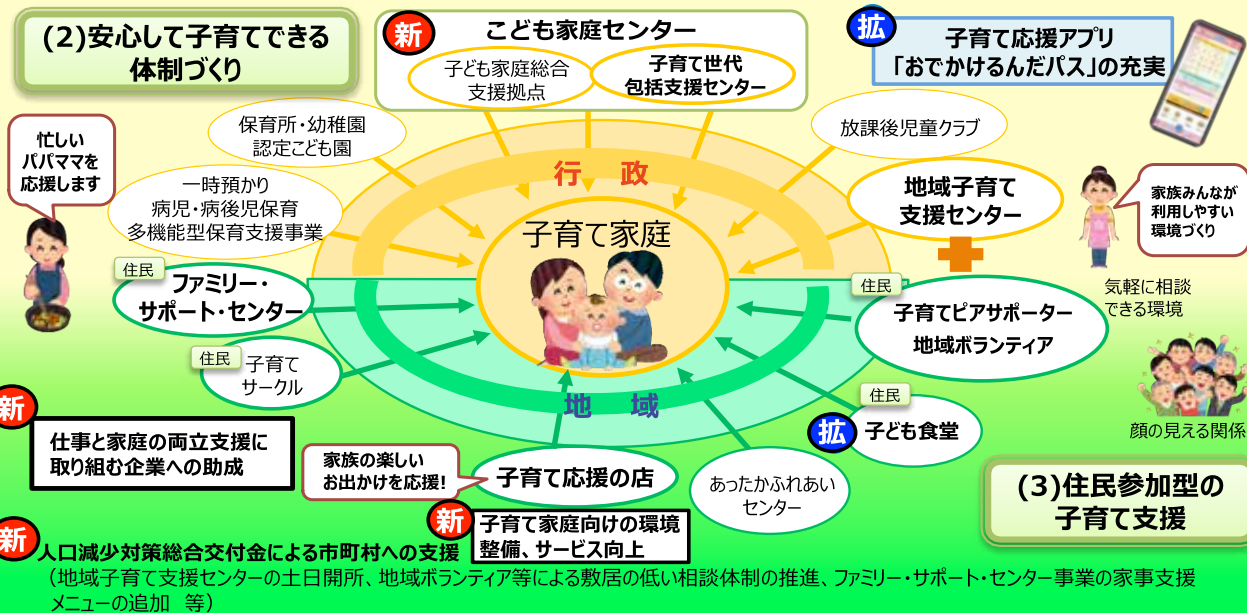 (2)安心して子育てできる
体制づくり
新
こども家庭センター
子ども家庭総合
支援拠点
子育て世代
包括支援センター
拡
子育て応援アプリ
「おでかけるんだパス」の充実
忙しい
パパママを
応援します
保育所・幼稚園
認定こども園
放課後児童クラブ
一時預かり
病児・病後児保育
多機能型保育支援事業
行 政
地域子育て
支援センター
家族みんなが
利用しやすい
環境づくり
子育て家庭
住民
ファミリー・
サポート・センター
住民
子育てピアサポーター
地域ボランティア
気軽に相談
できる環境
住民
子育て
サークル
地 域
住民
拡
子ども食堂
顔の見える関係
新
仕事と家庭の両立支援に
取り組む企業への助成
家族の楽しい
お出かけを応援!
子育て応援の店
あったかふれあい
センター
(3)住民参加型の
子育て支援
新
子育て家庭向けの環境
整備、サービス向上
新
人口減少対策総合交付金による市町村への支援
(地域子育て支援センターの土日開所、地域ボランティア等による敷居の低い相談体制の推進、ファミリー・サポート・センター事業の家事支援
メニューの追加 等)